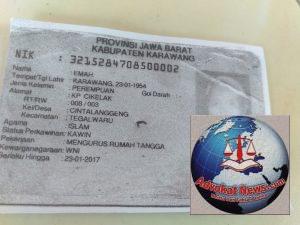 PROVINSI JAWA BARAT
KABUPATEN KARAWANG
NIK : 3215284708500002
Nama : EMAH
Tempat/Tgl Lahir : KARAWANG, 23-01-1954
Jenis Kelamin : PEREMPUAN Gol Darah
Alamat : KP CIKELAK
RT/RW : 008 / 003
Kel/Desa : CINTALANGGENG
Kecamatan : TEGALWARU
Agama : ISLAM
Status Perkawinan : KAWIN
Pekerjaan : MENGURUS RUMAH TANGGA
Kewarganegaraan : WNI
Berlaku Hingga : 23-01-2017
Advokat News.com